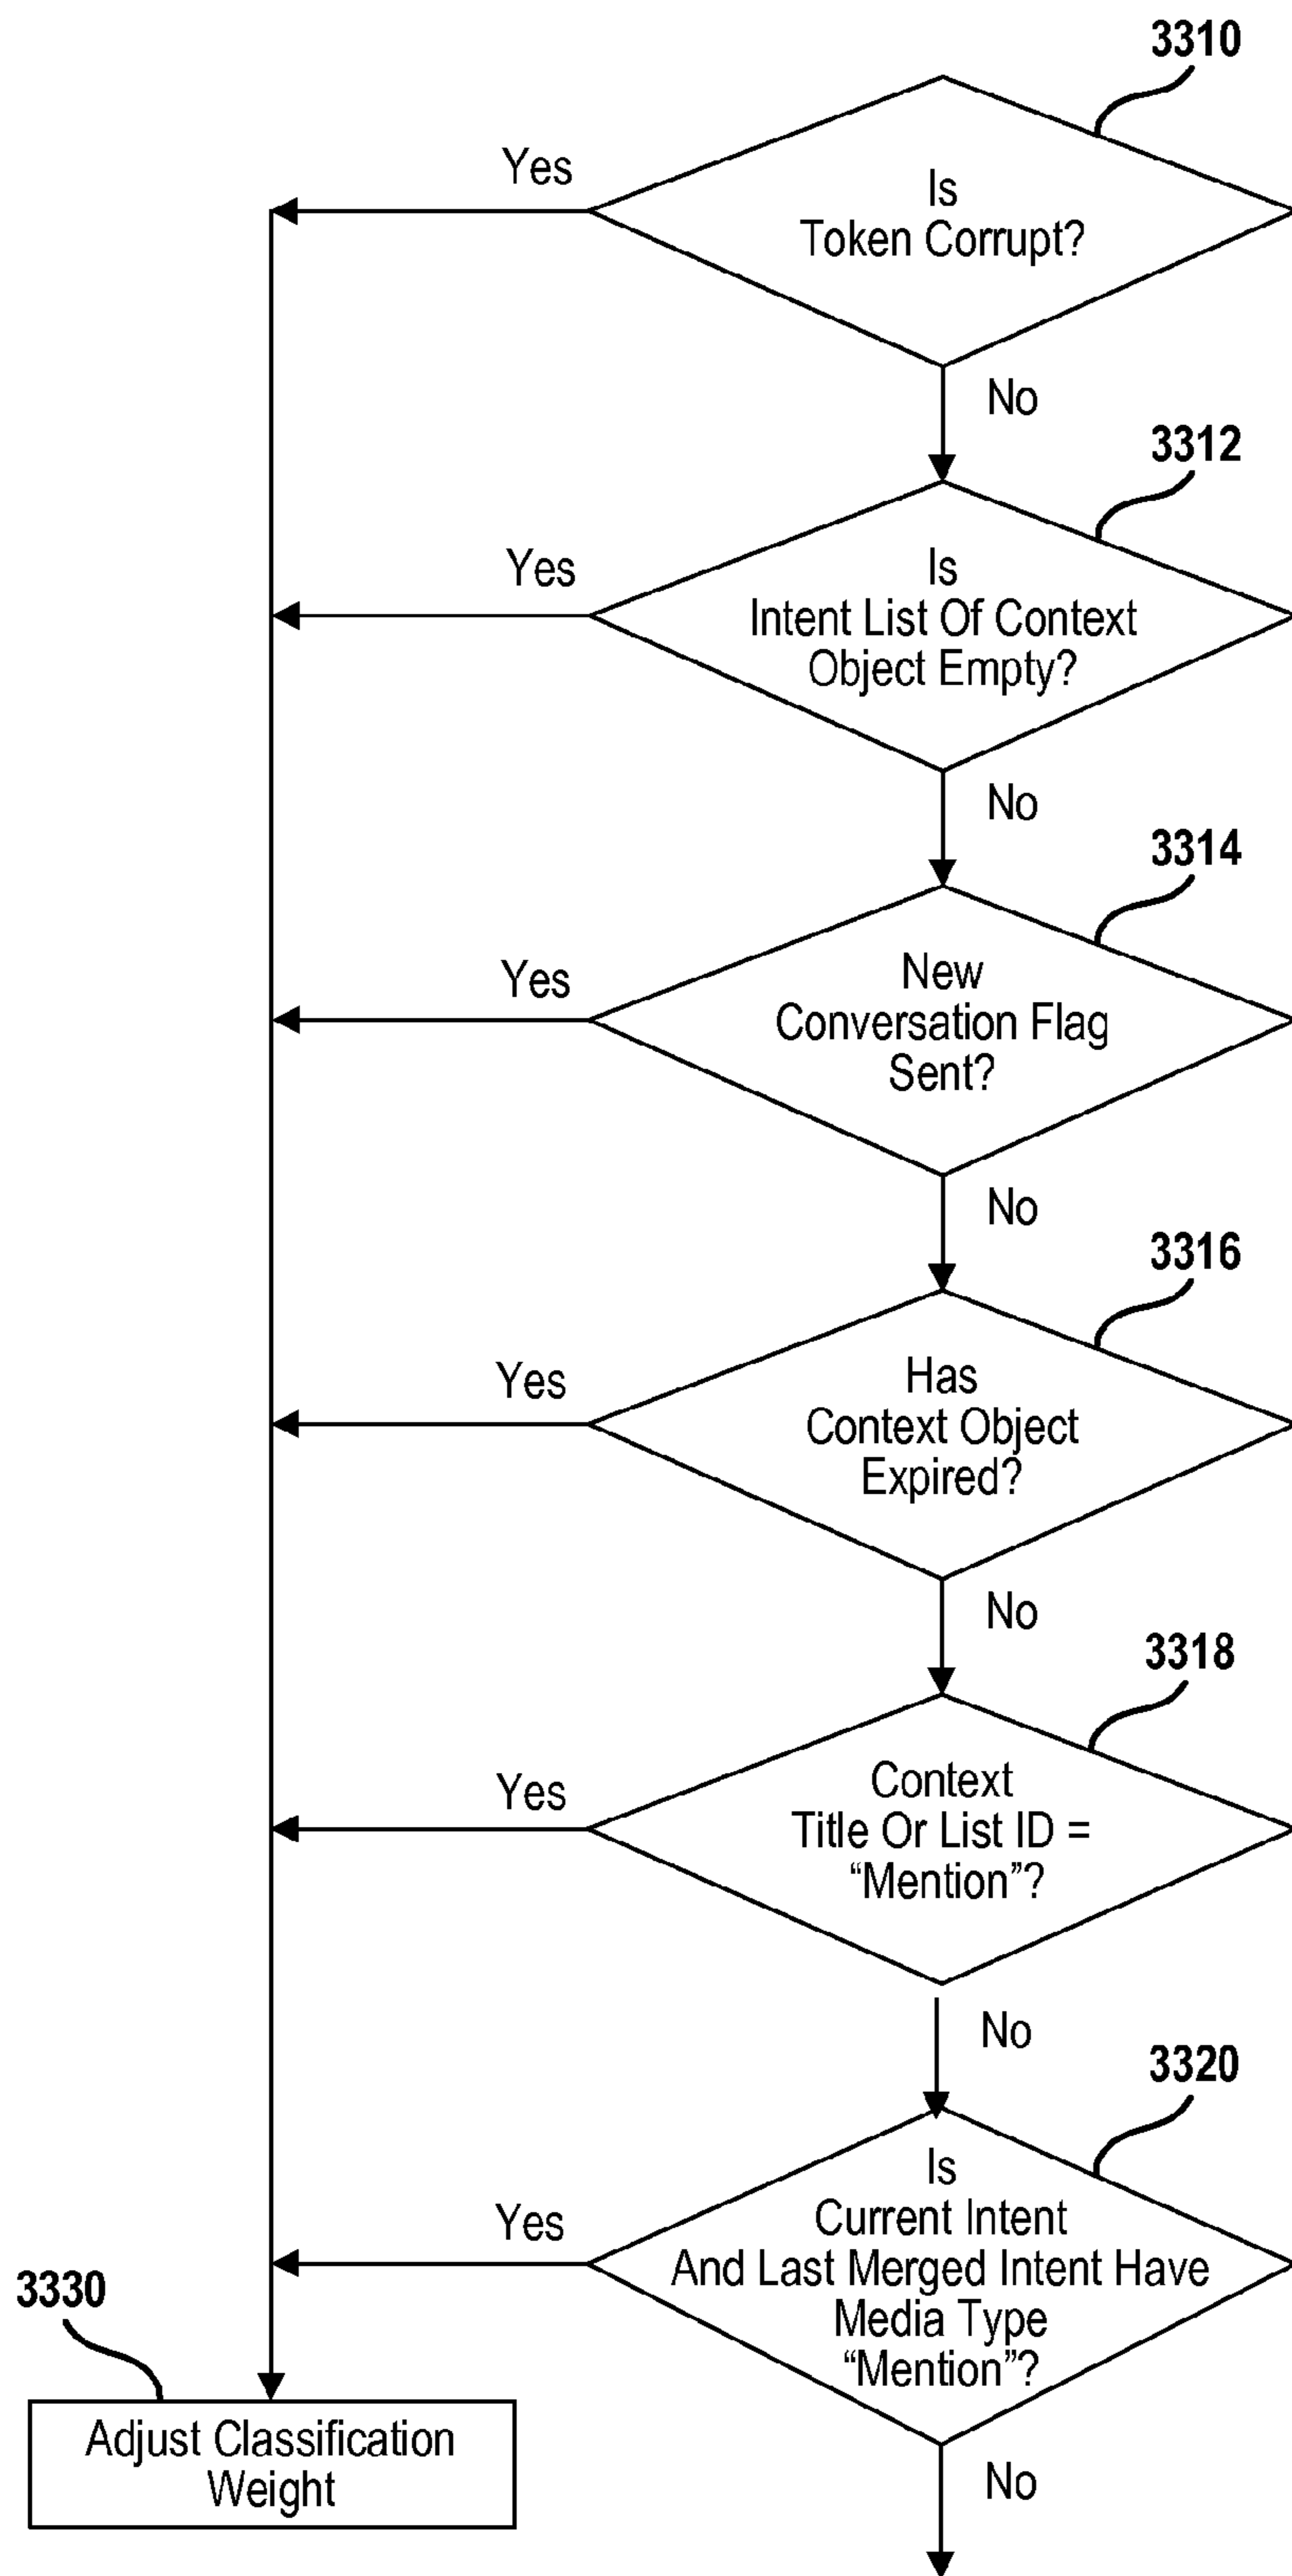 3310
Yes
Is
Token Corrupt?
No
3312
Yes
Is
Intent List Of Context
Object Empty?
No
3314
Yes
New
Conversation Flag
Sent?
No
3316
Yes
Has
Context Object
Expired?
No
3318
Yes
Context
Title Or List ID =
“Mention”?
No
3320
Yes
Is
Current Intent
And Last Merged Intent Have
Media Type
“Mention”?
3330
Adjust Classification
Weight
No